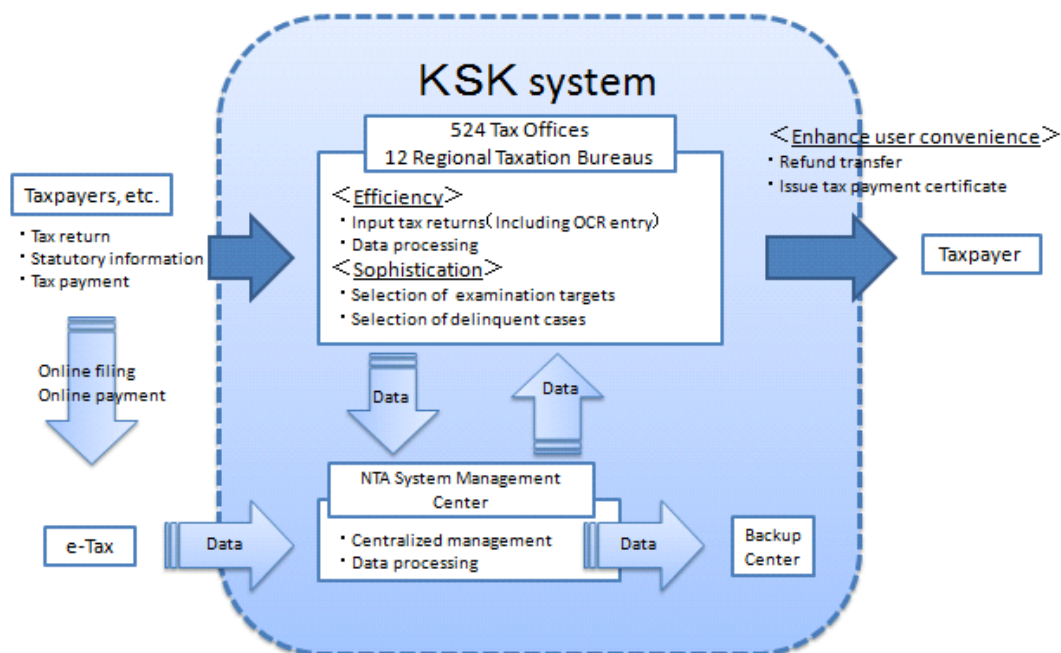 KSK system
524 Tax Offices
12 Regional Taxation Bureaus
＜Efficiency＞
・Input tax returns(Including OCR entry)
・Data processing
＜Sophistication＞
・Selection of examination targets
・Selection of delinquent cases
Taxpayers, etc.
・Tax return
・Statutory information
・Tax payment
Online filing
Online payment
＜Enhance user convenience＞
・Refund transfer
・Issue tax payment certificate
Taxpayer
Data
Data
NTA System Management
Center
・Centralized management
・Data processing
e-Tax
Data
Data
Backup
Center